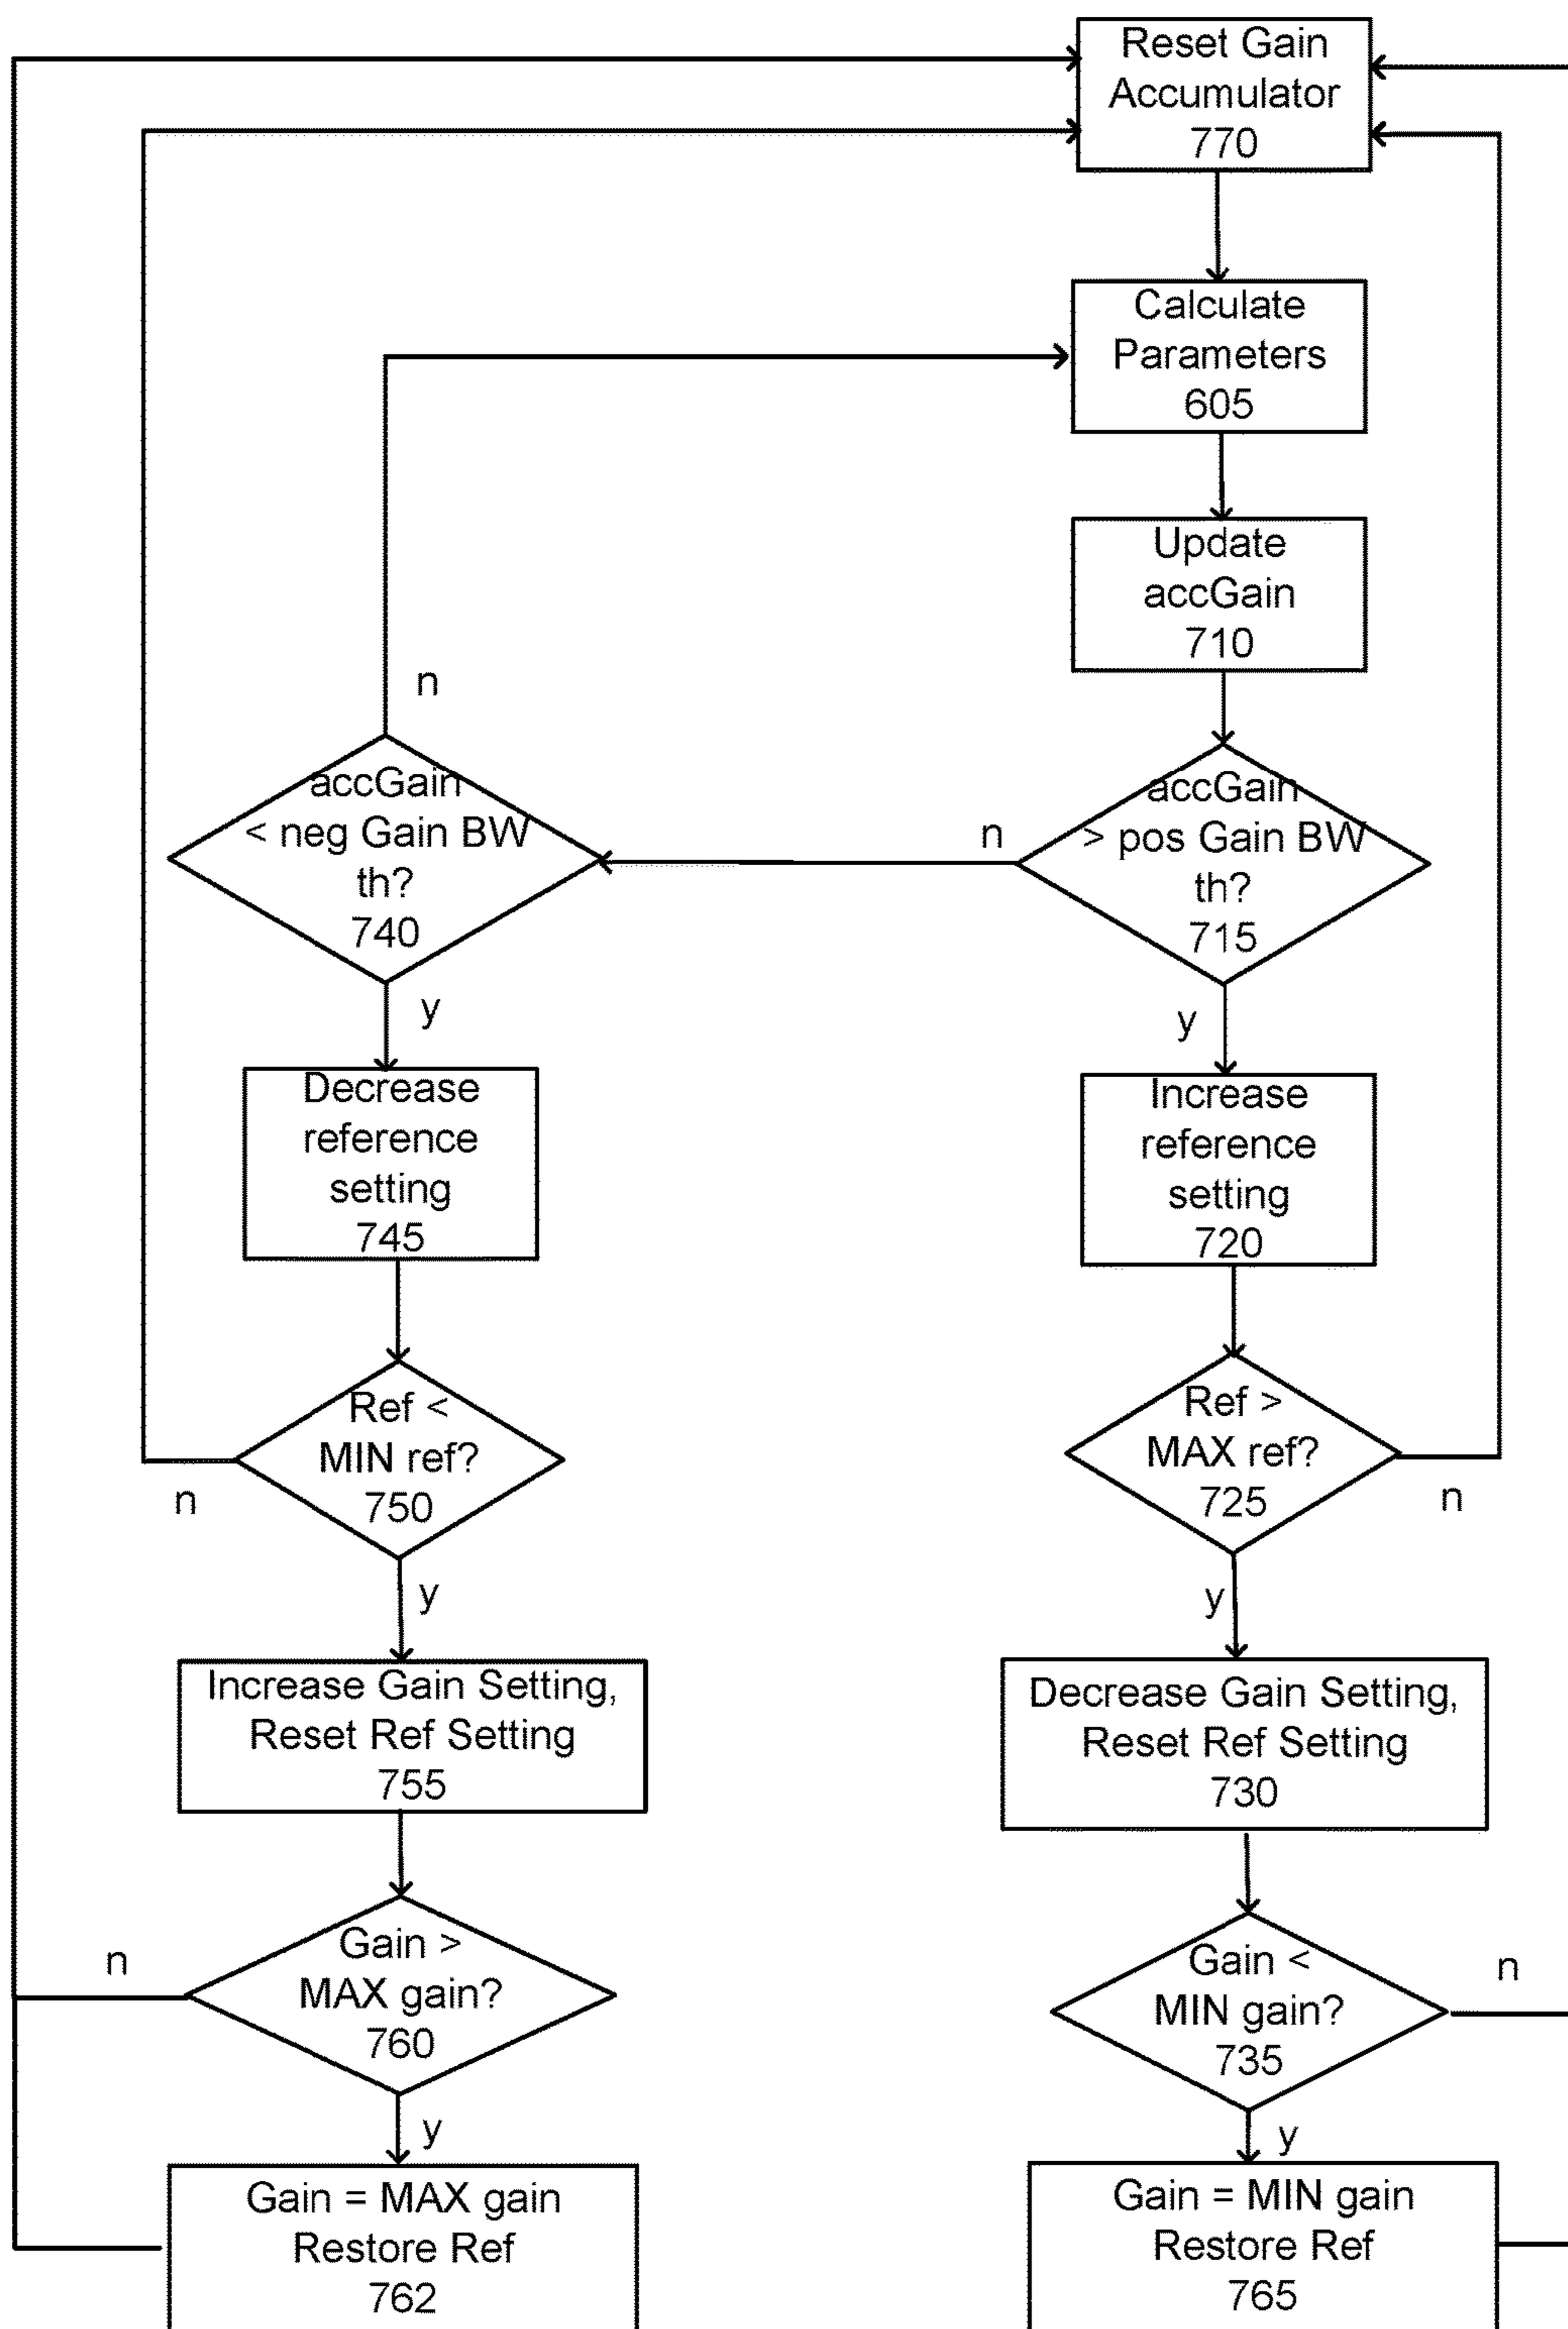 Reset Gain
Accumulator
770
Calculate
Parameters
605
Update
accGain
710
n
accGain
< neg Gain BW
th?
740
n
accGain
> pos Gain BW
th?
715
y
y
Decrease
reference
setting
745
Increase
reference
setting
720
Ref <
MIN ref?
750
n
Ref >
MAX ref?
725
n
y
y
Increase Gain Setting,
Reset Ref Setting
755
Decrease Gain Setting,
Reset Ref Setting
730
n
Gain >
MAX gain?
760
Gain <
MIN gain?
735
n
y
y
Gain = MAX gain
Restore Ref
762
Gain = MIN gain
Restore Ref
765